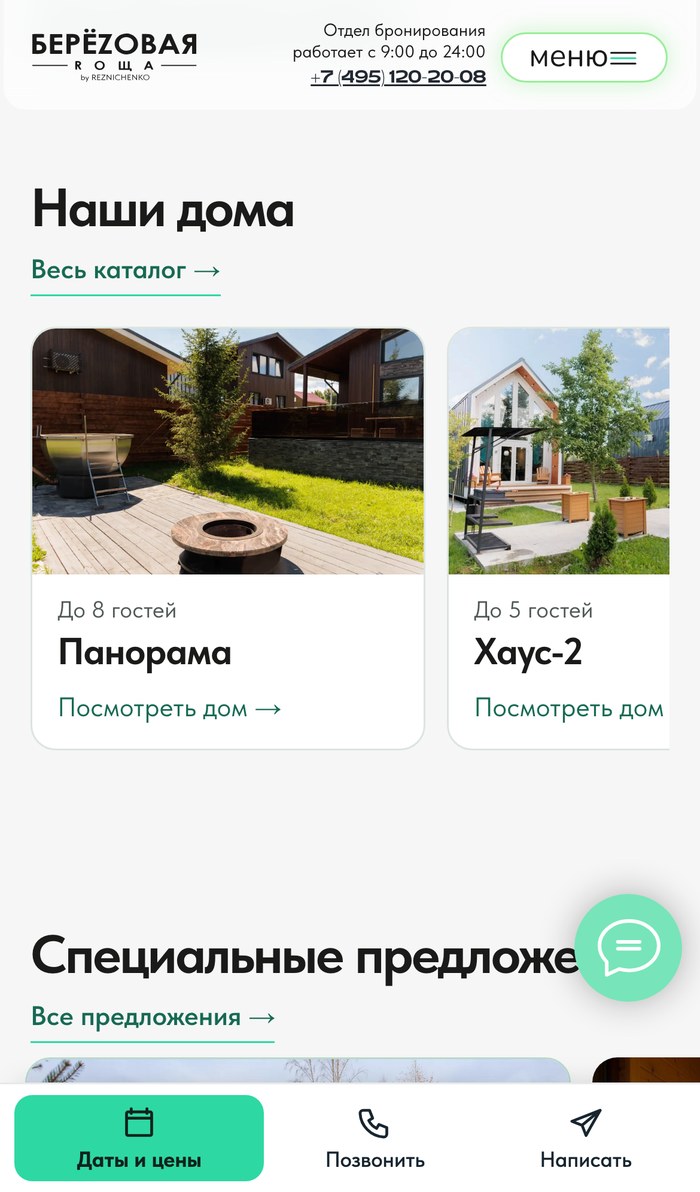 БЕРЁZОВАЯ
RОЩА
by REZNICHENKO
Отдел бронирования
работает с 9:00 до 24:00
+7 (495) 120-20-08
меню
Наши дома
Весь каталог →
До 8 гостей
Панорама
Посмотреть дом →
До 5 гостей
Хаус-2
Посмотреть дом
Специальные предложе
Все предложения →
Даты и цены
Позвонить
Написать